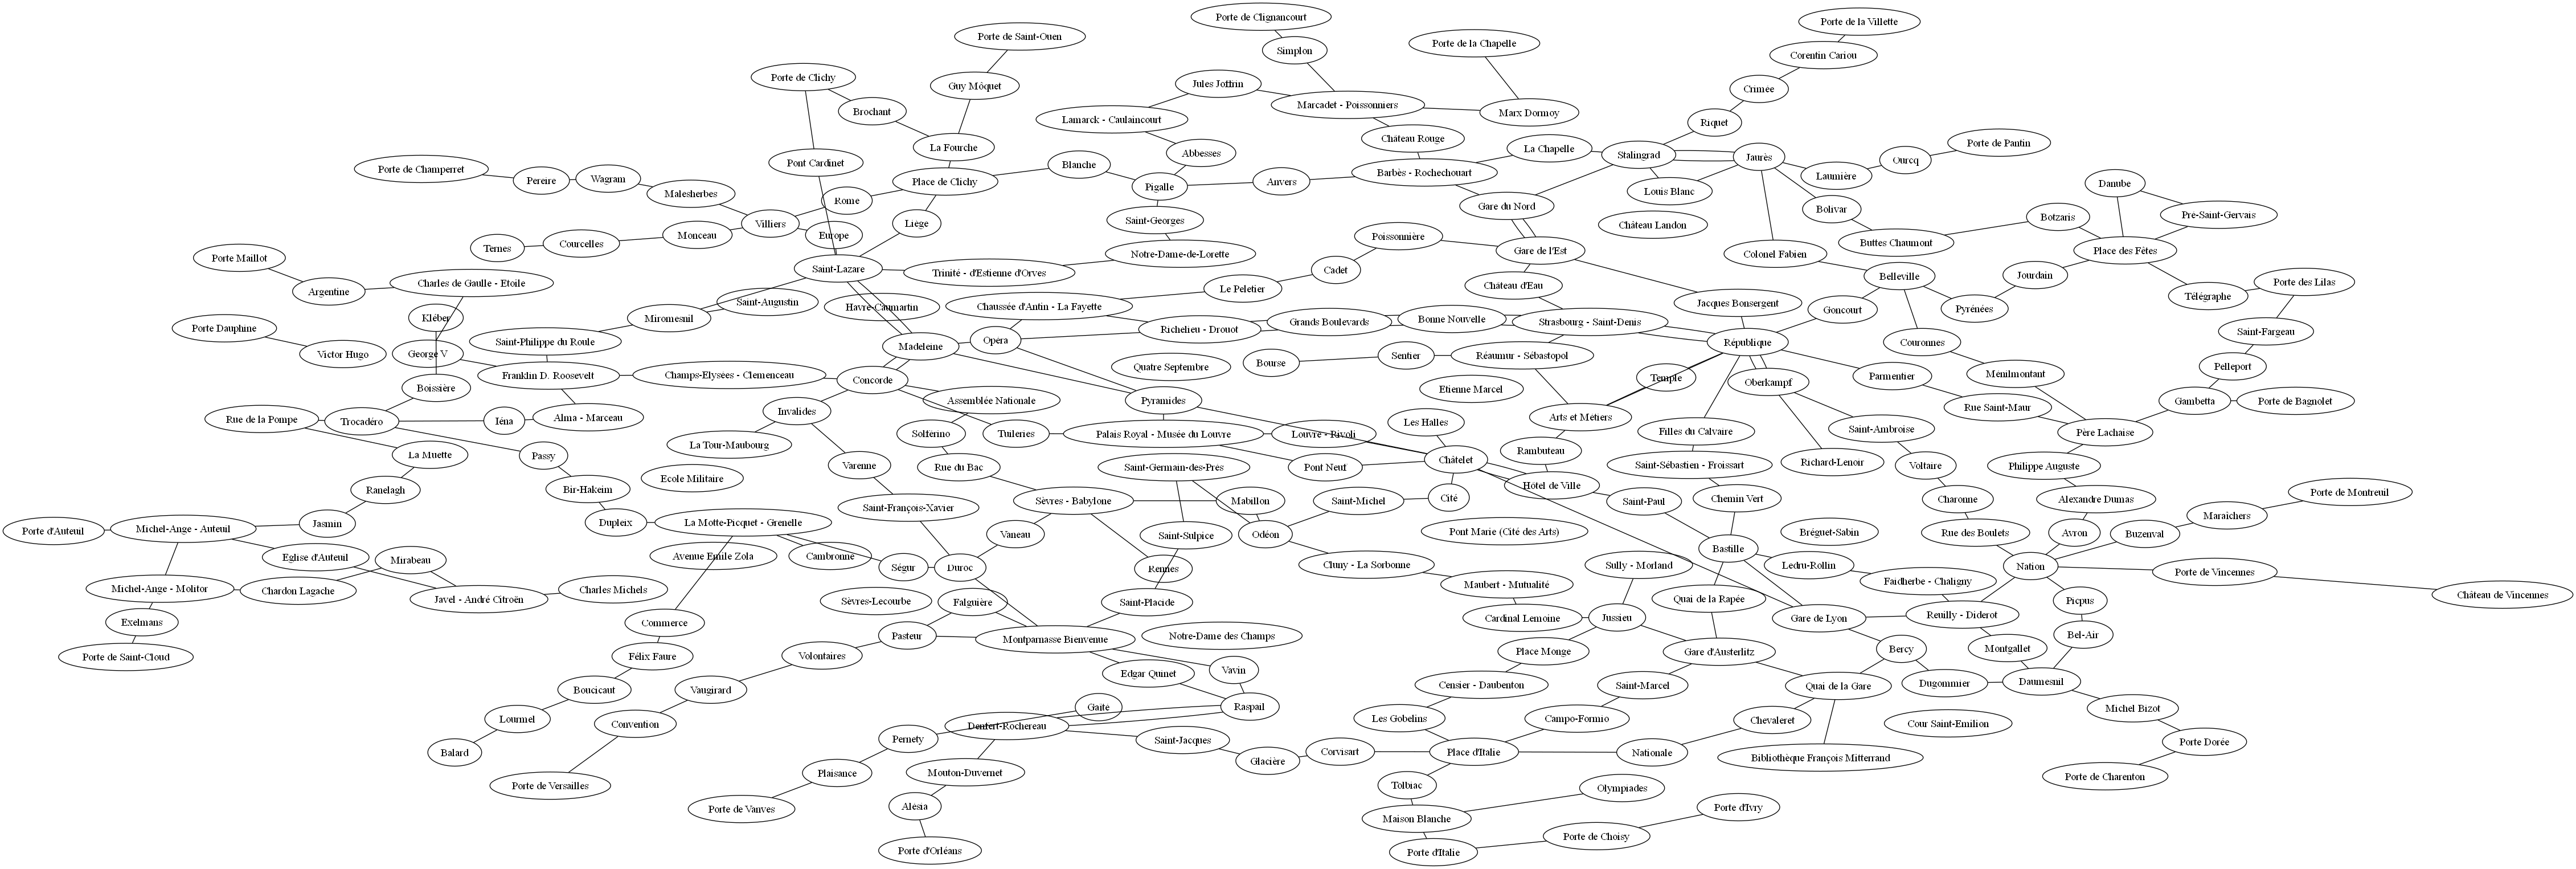 Porte de Clignancourt
Porte de la Villette
Porte de Saint-Ouen
Porte de la Chapelle
Simplon
Corentin Cariou
Porte de Clichy
Guy Môquet
Jules Joffrin
Crimée
Brochant
Marcadet - Poissonniers
Marx Dormoy
Lamarck - Caulaincourt
Riquet
Château Rouge
Porte de Pantin
La Fourche
La Chapelle
Abbesses
Stalingrad
Jaurès
Ourcq
Pont Cardinet
Blanche
Porte de Champerret
Pereire
Wagram
Place de Clichy
Pigalle
Anvers
Barbès - Rochechouart
Laumière
Danube
Malesherbes
Louis Blanc
Rome
Gare du Nord
Bolivar
Botzaris
Pré-Saint-Gervais
Villiers
Liège
Saint-Georges
Château Landon
Monceau
Europe
Poissonnière
Ternes
Courcelles
Buttes Chaumont
Porte Maillot
Notre-Dame-de-Lorette
Gare de l'Est
Colonel Fabien
Place des Fêtes
Saint-Lazare
Trinité - d'Estienne d'Orves
Cadet
Belleville
Jourdain
Argentine
Charles de Gaulle - Etoile
Le Peletier
Château d'Eau
Porte des Lilas
Télégraphe
Saint-Augustin
Havre-Caumartin
Chaussée d'Antin - La Fayette
Jacques Bonsergent
Goncourt
Pyrénées
Kléber
Miromesnil
Richelieu - Drouot
Grands Boulevards
Bonne Nouvelle
Strasbourg - Saint-Denis
Porte Dauphine
Saint-Philippe du Roule
Madeleine
Opéra
République
Couronnes
Saint-Fargeau
Victor Hugo
George V
Quatre Septembre
Bourse
Sentier
Réaumur - Sébastopol
Pelleport
Franklin D. Roosevelt
Champs-Elysées - Clemenceau
Concorde
Etienne Marcel
Temple
Oberkampf
Parmentier
Ménilmontant
Boissière
Assemblée Nationale
Pyramides
Gambetta
Porte de Bagnolet
Rue de la Pompe
Trocadéro
Iéna
Alma - Marceau
Invalides
Les Halles
Arts et Métiers
Rue Saint-Maur
La Tour-Maubourg
Solférino
Tuileries
Palais Royal - Musée du Louvre
Louvre - Rivoli
Filles du Calvaire
Saint-Ambroise
Père Lachaise
La Muette
Passy
Varenne
Rue du Bac
Saint-Germain-des-Prés
Pont Neuf
Châtelet
Rambuteau
Saint-Sébastien - Froissart
Richard-Lenoir
Voltaire
Philippe Auguste
Ecole Militaire
Ranelagh
Bir-Hakeim
Hôtel de Ville
Porte de Montreuil
Saint-François-Xavier
Sèvres - Babylone
Mabillon
Saint-Michel
Cité
Saint-Paul
Chemin Vert
Charonne
Alexandre Dumas
Maraîchers
Porte d'Auteuil
Michel-Ange - Auteuil
Jasmin
Dupleix
La Motte-Picquet - Grenelle
Vaneau
Saint-Sulpice
Odéon
Pont Marie (Cité des Arts)
Bréguet-Sabin
Rue des Boulets
Avron
Buzenval
Eglise d'Auteuil
Mirabeau
Avenue Emile Zola
Cambronne
Ségur
Duroc
Rennes
Cluny - La Sorbonne
Sully - Morland
Bastille
Ledru-Rollin
Nation
Porte de Vincennes
Michel-Ange - Molitor
Chardon Lagache
Javel - André Citroën
Charles Michels
Sèvres-Lecourbe
Falguière
Saint-Placide
Maubert - Mutualité
Quai de la Rapée
Faidherbe - Chaligny
Picpus
Château de Vincennes
Exelmans
Commerce
Pasteur
Montparnasse Bienvenue
Notre-Dame des Champs
Cardinal Lemoine
Jussieu
Gare de Lyon
Reuilly - Diderot
Bel-Air
Porte de Saint-Cloud
Félix Faure
Volontaires
Place Monge
Gare d'Austerlitz
Bercy
Montgallet
Boucicaut
Vaugirard
Edgar Quinet
Vavin
Censier - Daubenton
Saint-Marcel
Quai de la Gare
Dugommier
Daumesnil
Lourmel
Convention
Gaîté
Raspail
Les Gobelins
Campo-Formio
Chevaleret
Cour Saint-Emilion
Michel Bizot
Balard
Pernety
Denfert-Rochereau
Saint-Jacques
Glacière
Corvisart
Place d'Italie
Nationale
Bibliothèque François Mitterrand
Porte Dorée
Porte de Versailles
Plaisance
Mouton-Duvernet
Tolbiac
Olympiades
Porte de Charenton
Porte de Vanves
Alésia
Maison Blanche
Porte d'Ivry
Porte d'Orléans
Porte d'Italie
Porte de Choisy